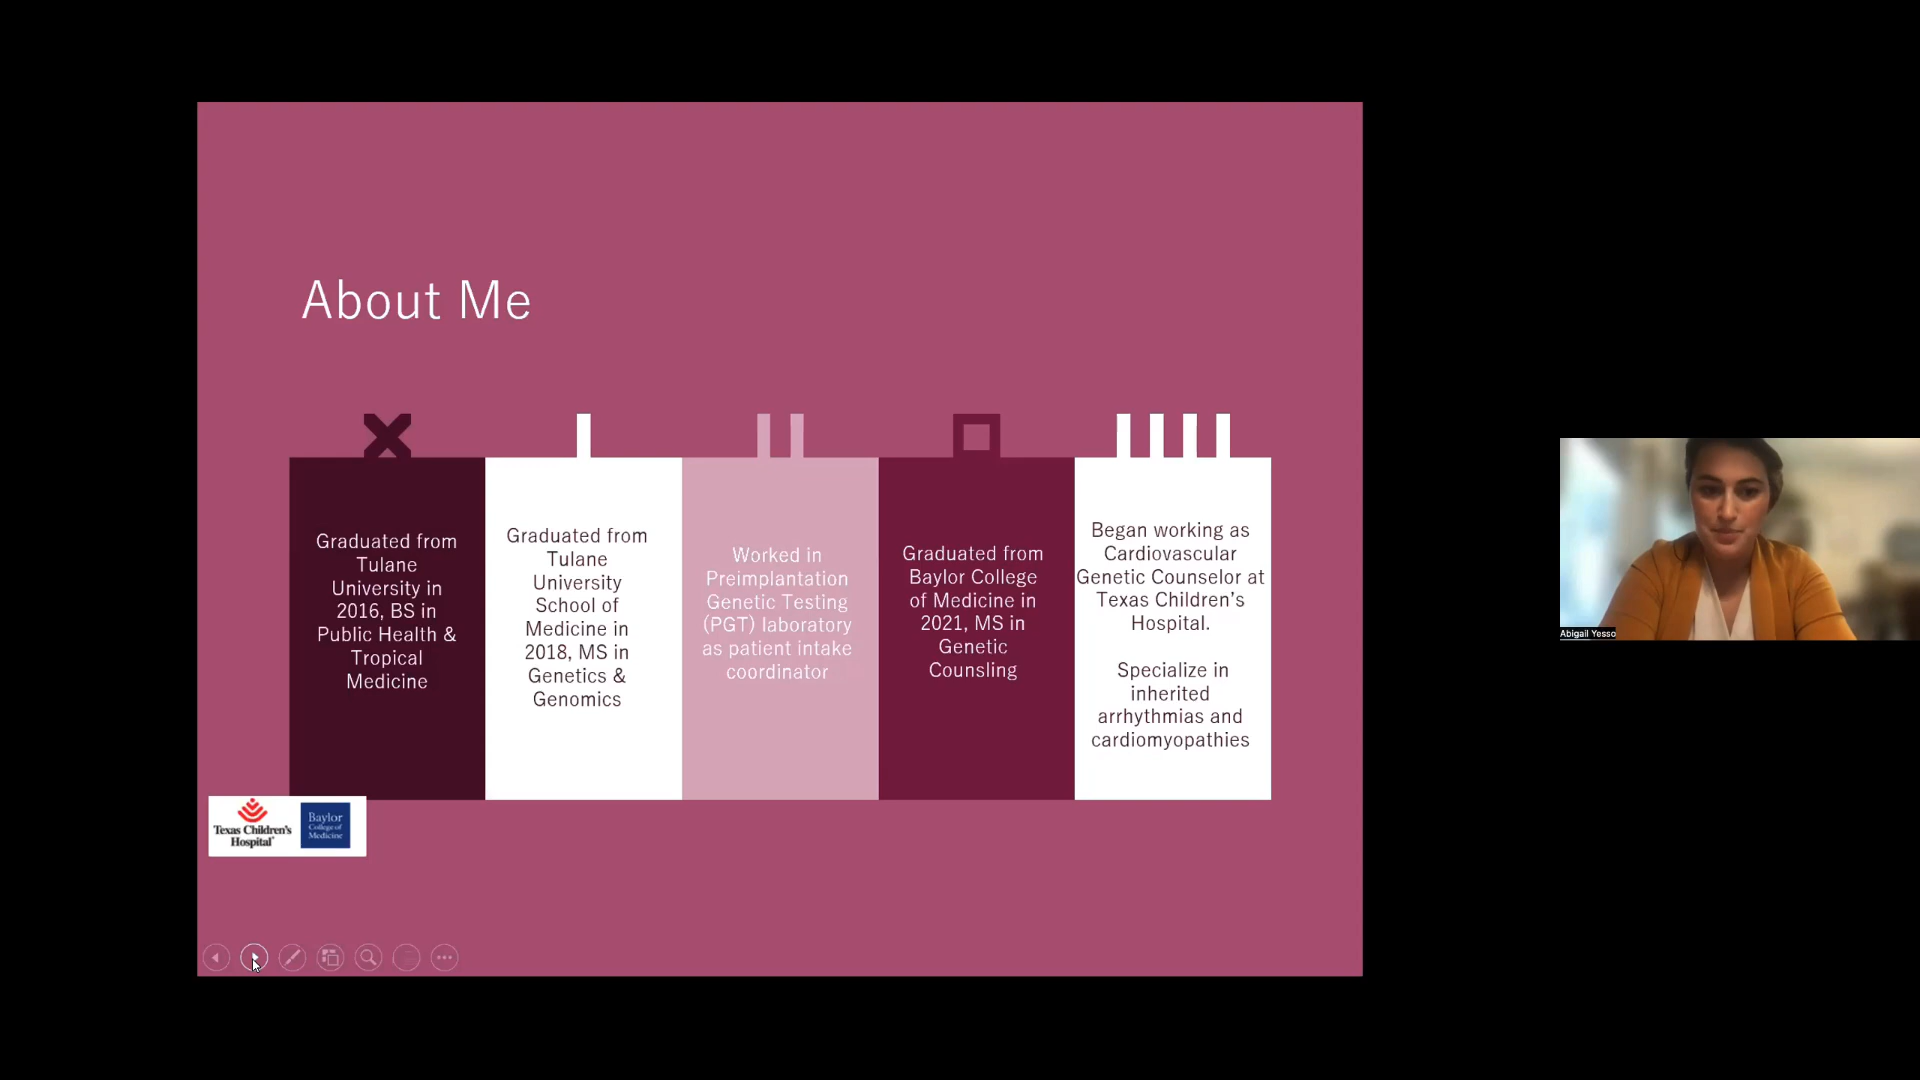 About Me
Graduated from
Tulane
University in
2016, BS in
Public Health &
Tropical
Medicine
Graduated from
Tulane
University
School of
Medicine in
2018, MS in
Genetics &
Genomics
Worked in
Preimplantation
Genetic Testing
(PGT) laboratory
as patient intake
coordinator
Graduated from
Baylor College
of Medicine in
2021, MS in
Genetic
Counsling
Began working as
Cardiovascular
Genetic Counselor at
Texas Children's
Hospital.
Specialize in
inherited
arrhythmias and
cardiomyopathies
Texas Children's
Hospital
Baylor
College of
Medicine
Abigail Yesso